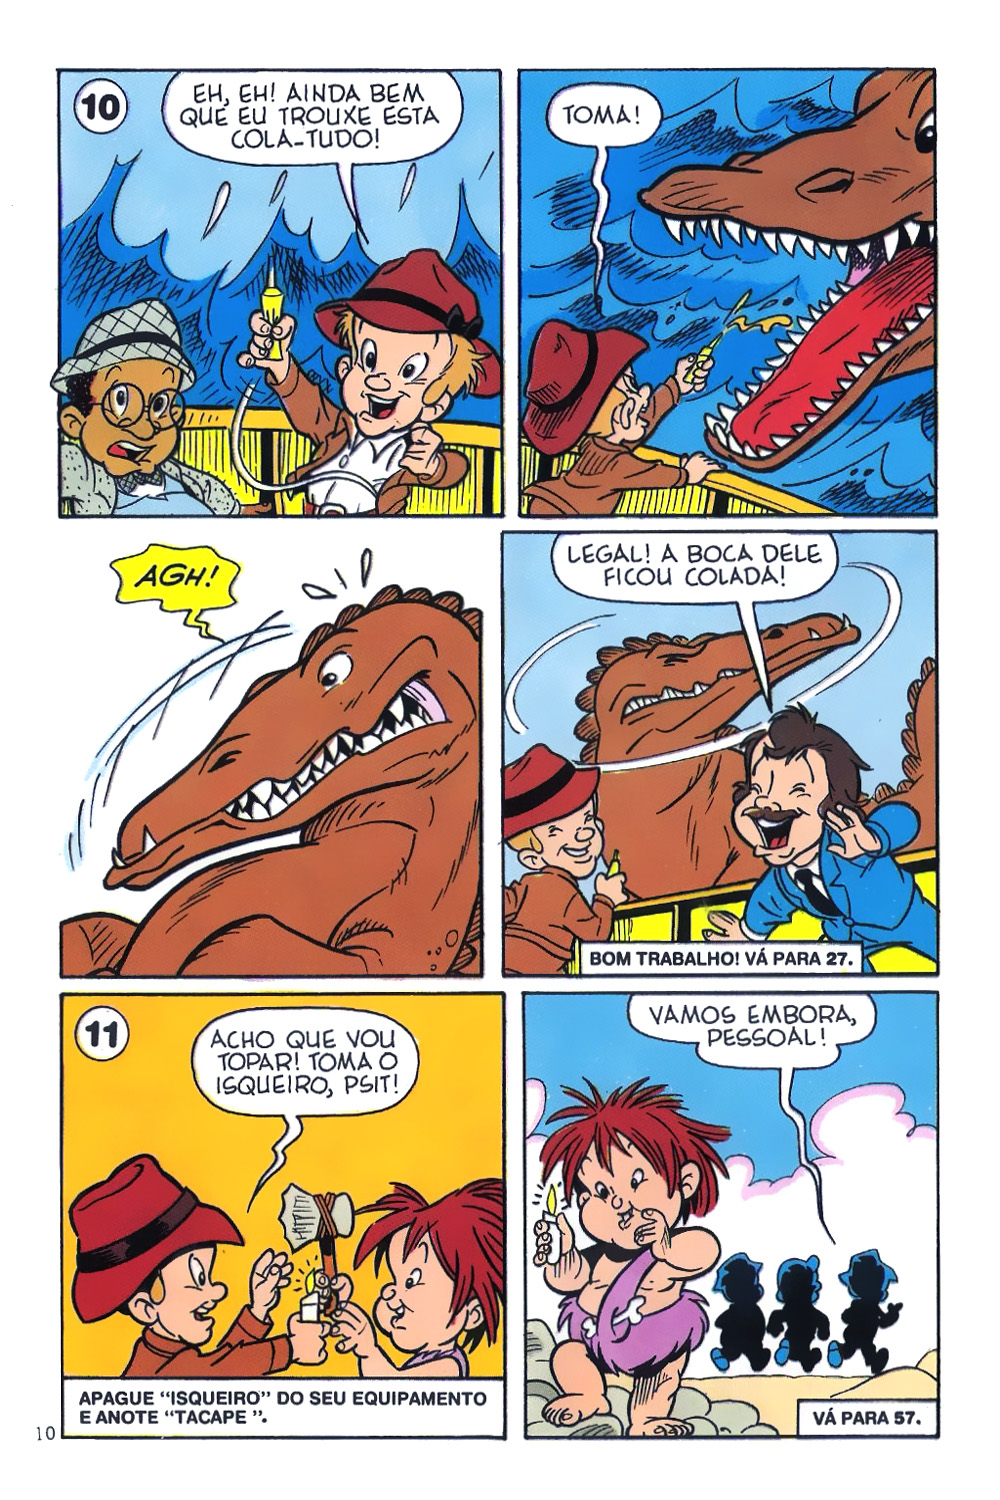 10
EH, EH! AINDA BEM
QUE EU TROUXE ESTA
COLA-TUDO!
TOMA!
AGH!
LEGAL! A BOCA DELE
FICOU COLADA!
BOM TRABALHO! VÁ PARA 27.
11
ACHO QUE VOU
TOPAR! TOMA O
ISQUEIRO, PSIT!
APAGUE “ISQUEIRO” DO SEU EQUIPAMENTO
E ANOTE “TACAPE ”.
VAMOS EMBORA,
PESSOAL!
VÁ PARA 57.
10